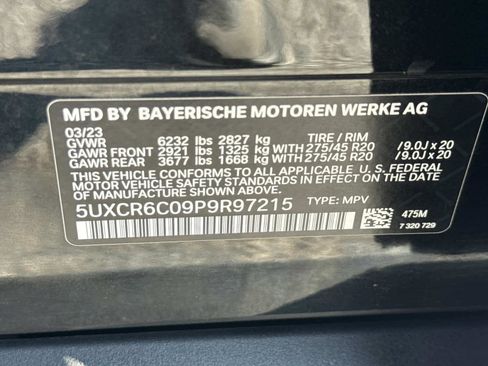 MFD BY BAYERISCHE MOTOREN WERKE AG
03/23
GVWR 6232 lbs 2827 kg TIRE / RIM
GAWR FRONT 2921 lbs 1325 kg WITH 275/45 R20 /9.0J x 20
GAWR REAR 3677 lbs 1668 kg WITH 275/45 R20 /9.0J x 20
THIS VEHICLE CONFORMS TO ALL APPLICABLE U. S. FEDERAL
MOTOR VEHICLE SAFETY AND THEFT PREVENTION STANDARDS
IN EFFECT ON THE DATE OF MANUFACTURE SHOWN ABOVE.
5UXCR6C09P9R97215 TYPE: MPV
475M
7 320 729